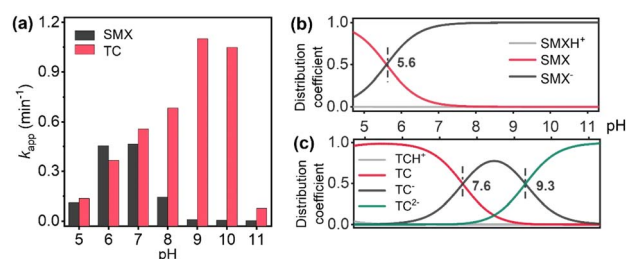 (a)
SMX
TC
k_app (min⁻¹)
1.2
0.9
0.6
0.3
0.0
5 6 7 8 9 10 11
pH
(b)
Distribution
coefficient
1.0
0.5
0.0
5.6
SMXH⁺
SMX
SMX⁻
5 6 7 8 9 10 11 pH
(c)
Distribution
coefficient
1.0
0.5
0.0
TCH⁺
TC
TC⁻
TC²⁻
7.6
9.3